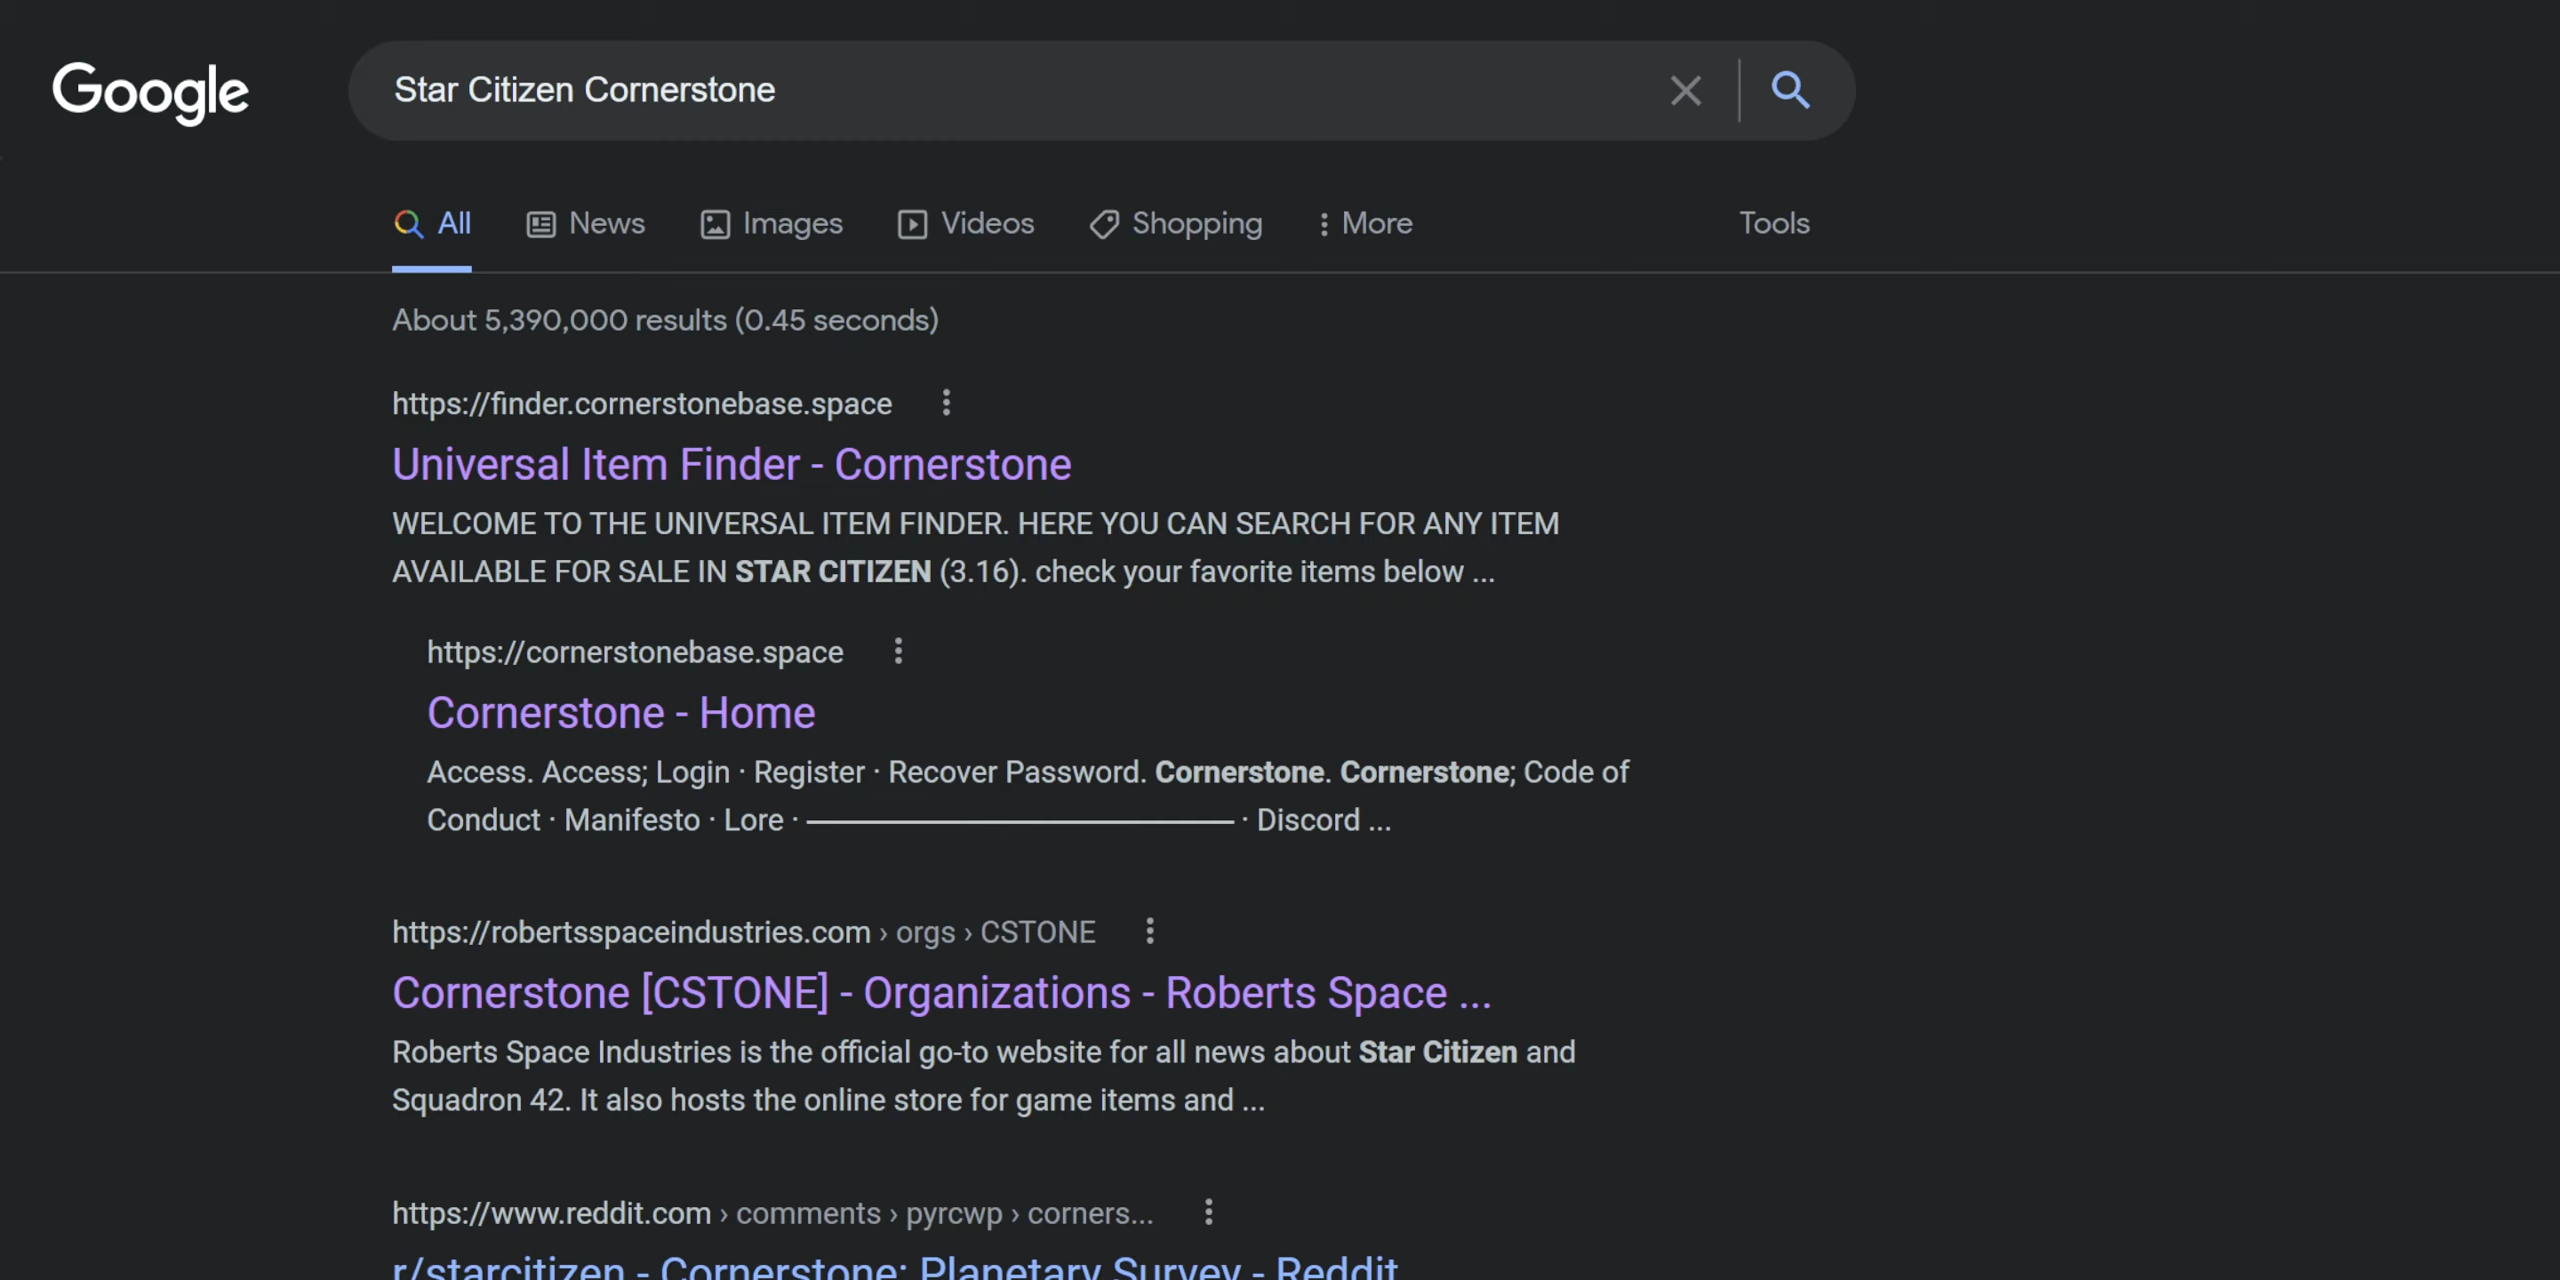 Google
Star Citizen Cornerstone
All News Images Videos Shopping More Tools
About 5,390,000 results (0.45 seconds)
https://finder.cornerstonebase.space
Universal Item Finder - Cornerstone
WELCOME TO THE UNIVERSAL ITEM FINDER. HERE YOU CAN SEARCH FOR ANY ITEM
AVAILABLE FOR SALE IN STAR CITIZEN (3.16). check your favorite items below ...
https://cornerstonebase.space
Cornerstone - Home
Access. Access; Login · Register · Recover Password. Cornerstone. Cornerstone; Code of
Conduct · Manifesto · Lore · —————————————— · Discord ...
https://robertsspaceindustries.com › orgs › CSTONE
Cornerstone [CSTONE] - Organizations - Roberts Space ...
Roberts Space Industries is the official go-to website for all news about Star Citizen and
Squadron 42. It also hosts the online store for game items and ...
https://www.reddit.com › comments › pyrcwp › corners...
r/starcitizen - Cornerstone: Planetary Survey - Reddit